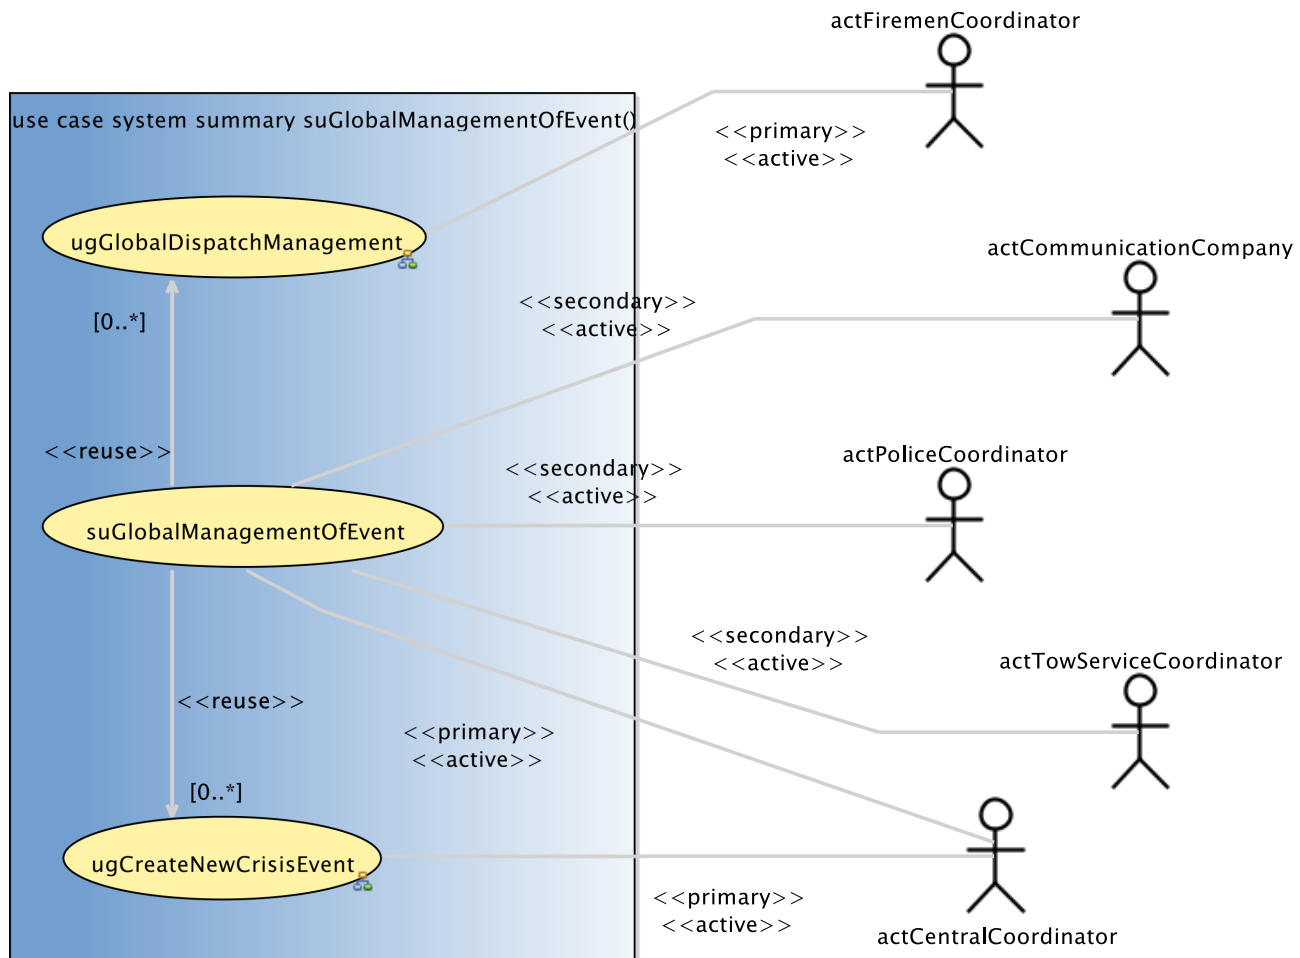 actFiremenCoordinator
use case system summary suGlobalManagementOfEvent()
<<primary>>
<<active>>
ugGlobalDispatchManagement
actCommunicationCompany
[0..*]
<<secondary>>
<<active>>
<<reuse>>
actPoliceCoordinator
<<secondary>>
<<active>>
suGlobalManagementOfEvent
<<secondary>>
<<active>>
actTowServiceCoordinator
<<reuse>>
<<primary>>
<<active>>
[0..*]
ugCreateNewCrisisEvent
<<primary>>
<<active>>
actCentralCoordinator